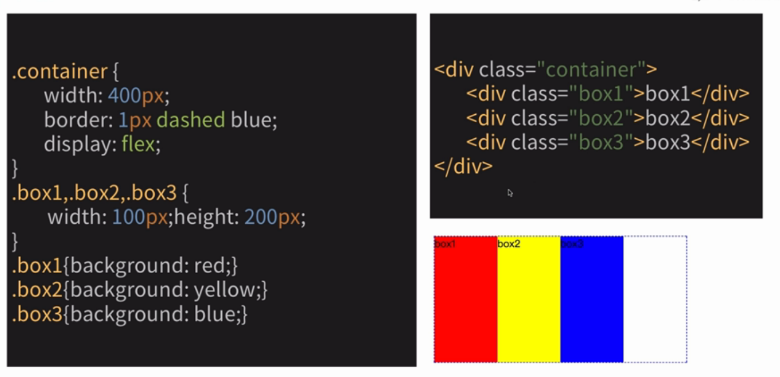 .container {
width: 400px;
border: 1px dashed blue;
display: flex;
}
.box1,.box2,.box3 {
width: 100px;height: 200px;
}
.box1{background: red;}
.box2{background: yellow;}
.box3{background: blue;}
<div class="container">
<div class="box1">box1</div>
<div class="box2">box2</div>
<div class="box3">box3</div>
</div>
box1 box2 box3